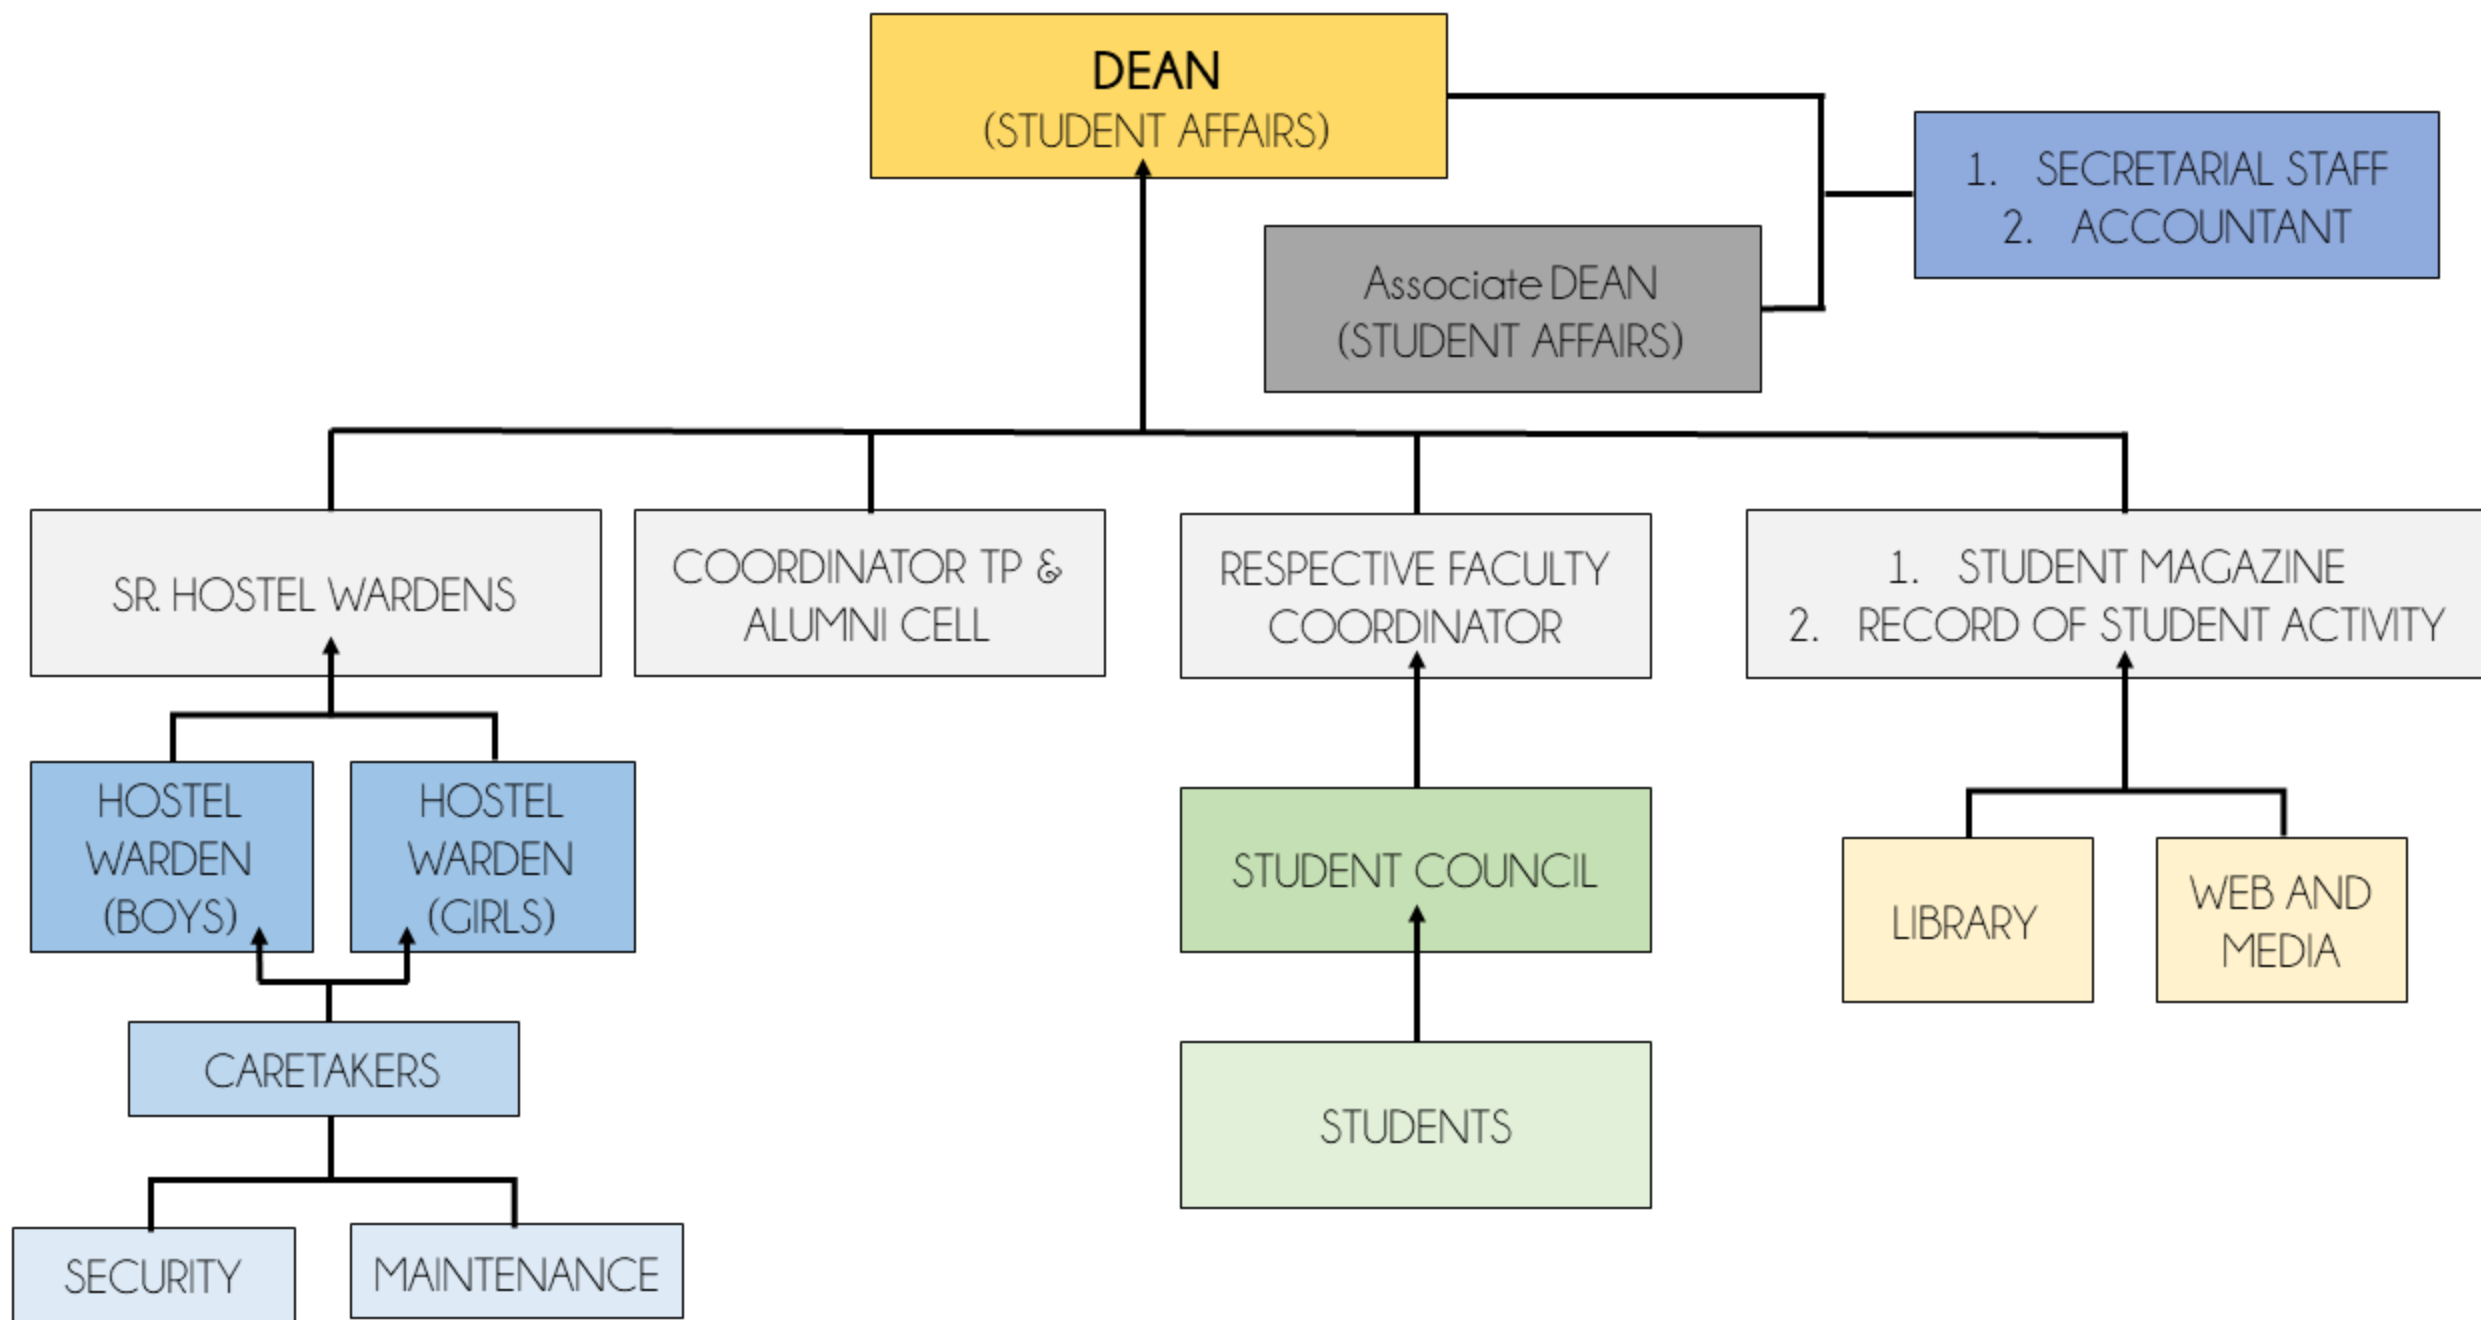 DEAN
(STUDENT AFFAIRS)
1. SECRETARIAL STAFF
2. ACCOUNTANT
Associate DEAN
(STUDENT AFFAIRS)
SR. HOSTEL WARDENS
COORDINATOR TP &
ALUMNI CELL
RESPECTIVE FACULTY
COORDINATOR
1. STUDENT MAGAZINE
2. RECORD OF STUDENT ACTIVITY
HOSTEL
WARDEN
(BOYS)
HOSTEL
WARDEN
(GIRLS)
STUDENT COUNCIL
LIBRARY
WEB AND
MEDIA
CARETAKERS
STUDENTS
SECURITY
MAINTENANCE